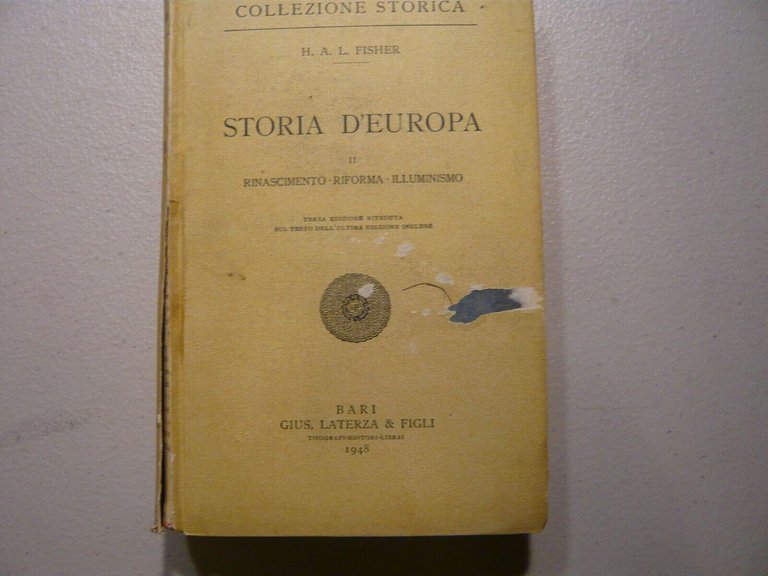 COLLEZIONE STORICA
H. A. L. FISHER
STORIA D'EUROPA
II
RINASCIMENTO - RIFORMA - ILLUMINISMO
TERZA EDIZIONE RIVEDUTA
SUL TESTO DELL'ULTIMA EDIZIONE INGLESE
BARI
GIUS. LATERZA & FIGLI
TIPOGRAFI-EDITORI-LIBRAI
1948